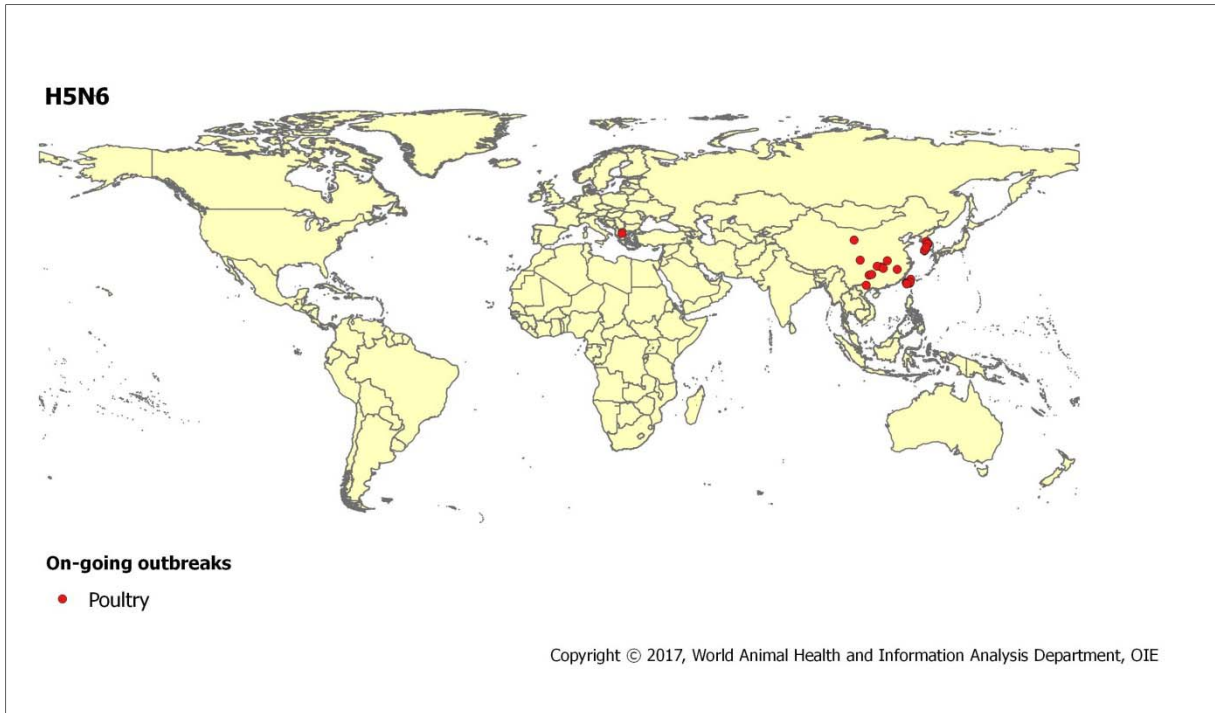 H5N6
On-going outbreaks
Poultry
Copyright © 2017, World Animal Health and Information Analysis Department, OIE